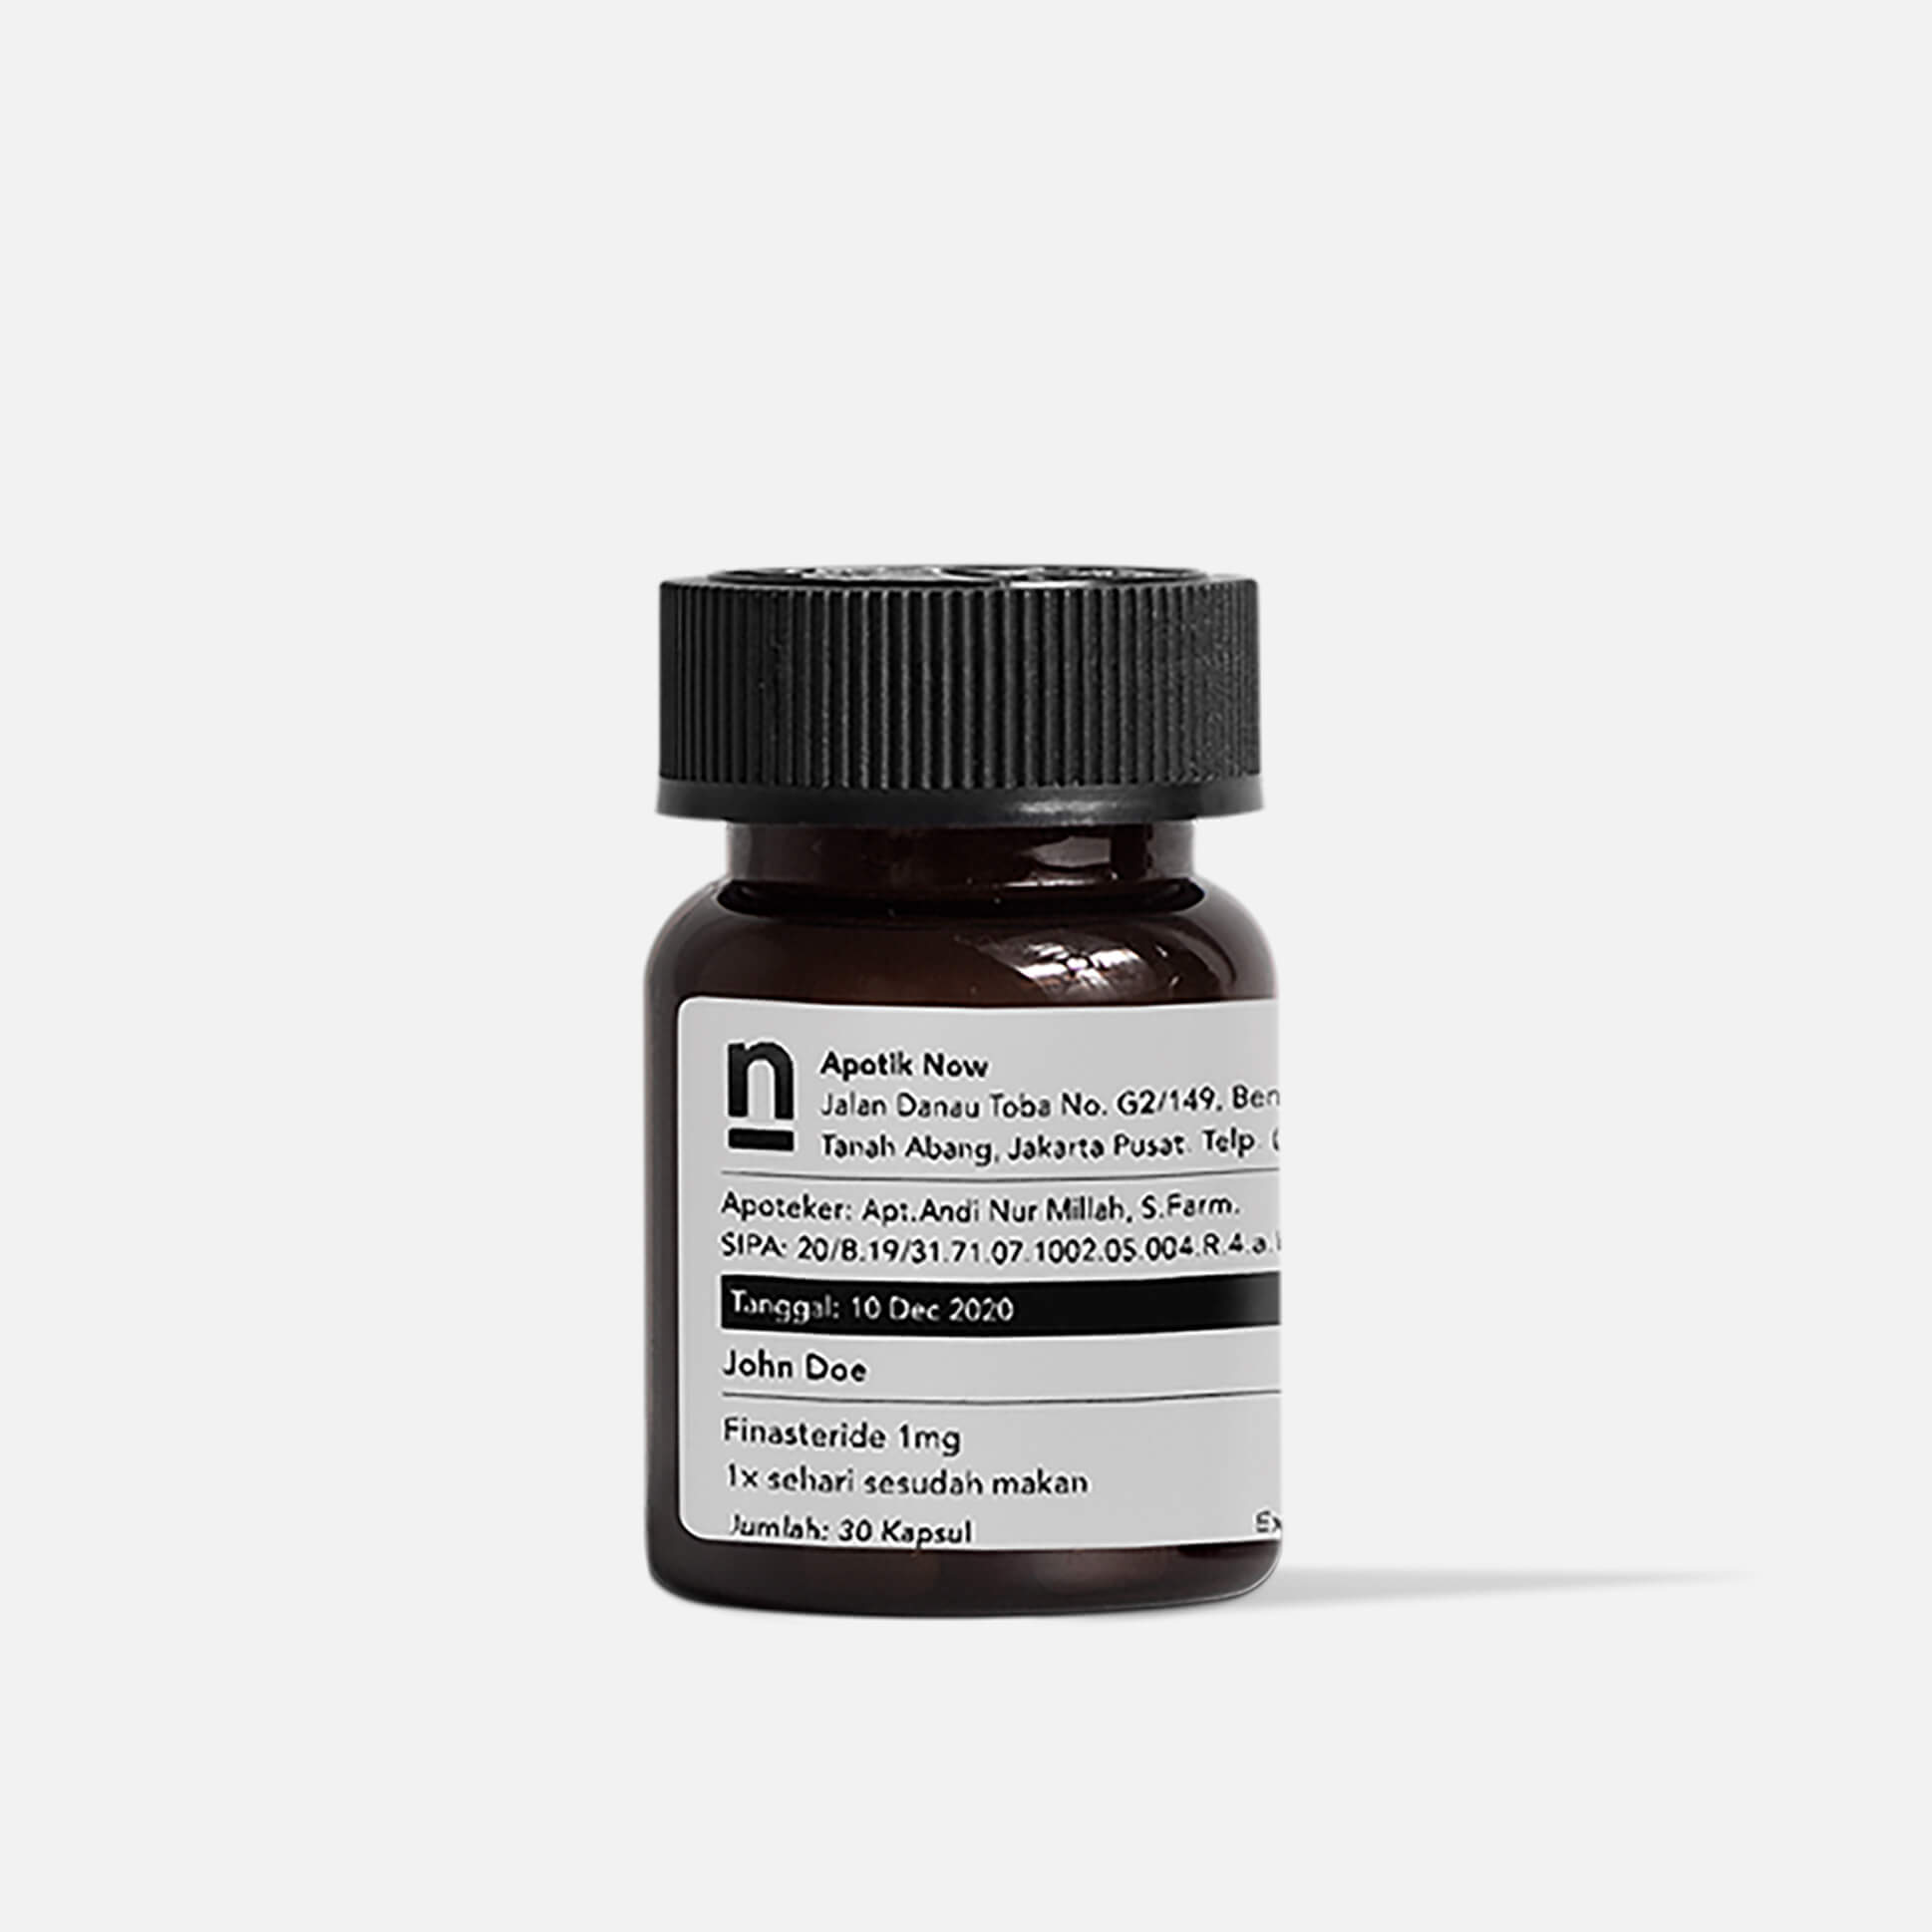 n
Apotik Now
Jalan Danau Toba No. G2/149, Ben
Tanah Abang, Jakarta Pusat. Telp.
Apoteker: Apt.Andi Nur Millah, S.Farm.
SIPA: 20/B.19/31.71.07.1002.05.004.R.4.a.
Tanggal: 10 Dec 2020
John Doe
Finasteride 1mg
1x sehari sesudah makan
Jumlah: 30 Kapsul